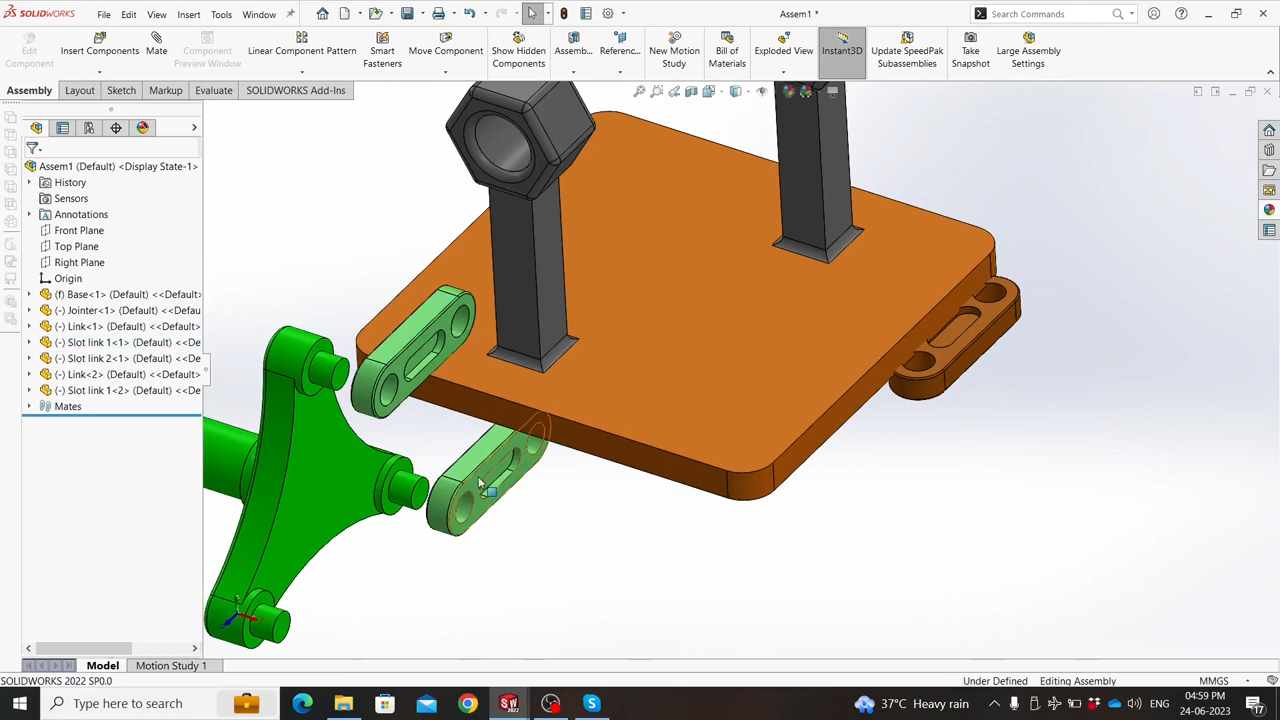 SOLIDWORKS File Edit View Insert Tools Window Assem1 * Search Commands
Edit Component Insert Components Mate Component Preview Window Linear Component Pattern Smart Fasteners Move Component Show Hidden Components Assemb... Referenc... New Motion Study Bill of Materials Exploded View Instant3D Update SpeedPak Subassemblies Take Snapshot Large Assembly Settings
Assembly Layout Sketch Markup Evaluate SOLIDWORKS Add-Ins
Assem1 (Default) <Display State-1>
History
Sensors
Annotations
Front Plane
Top Plane
Right Plane
Origin
(f) Base<1> (Default) <<Default>
(-) Jointer<1> (Default) <<Defau
(-) Link<1> (Default) <<Default>
(-) Slot link 1<1> (Default) <<De
(-) Slot link 2<1> (Default) <<De
(-) Link<2> (Default) <<Default>
(-) Slot link 1<2> (Default) <<De
Mates
Model Motion Study 1
SOLIDWORKS 2022 SP0.0 Under Defined Editing Assembly MMGS
Type here to search 37°C Heavy rain ENG 04:59 PM 24-06-2023